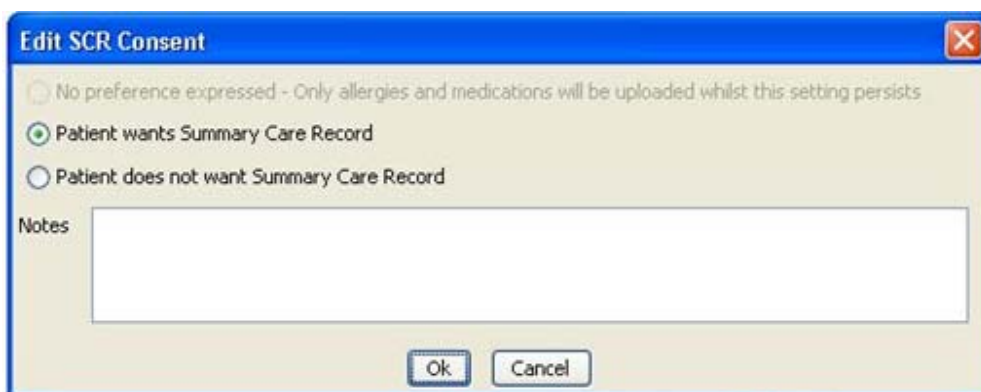 Edit SCR Consent
No preference expressed - Only allergies and medications will be uploaded whilst this setting persists
Patient wants Summary Care Record
Patient does not want Summary Care Record
Notes
Ok Cancel